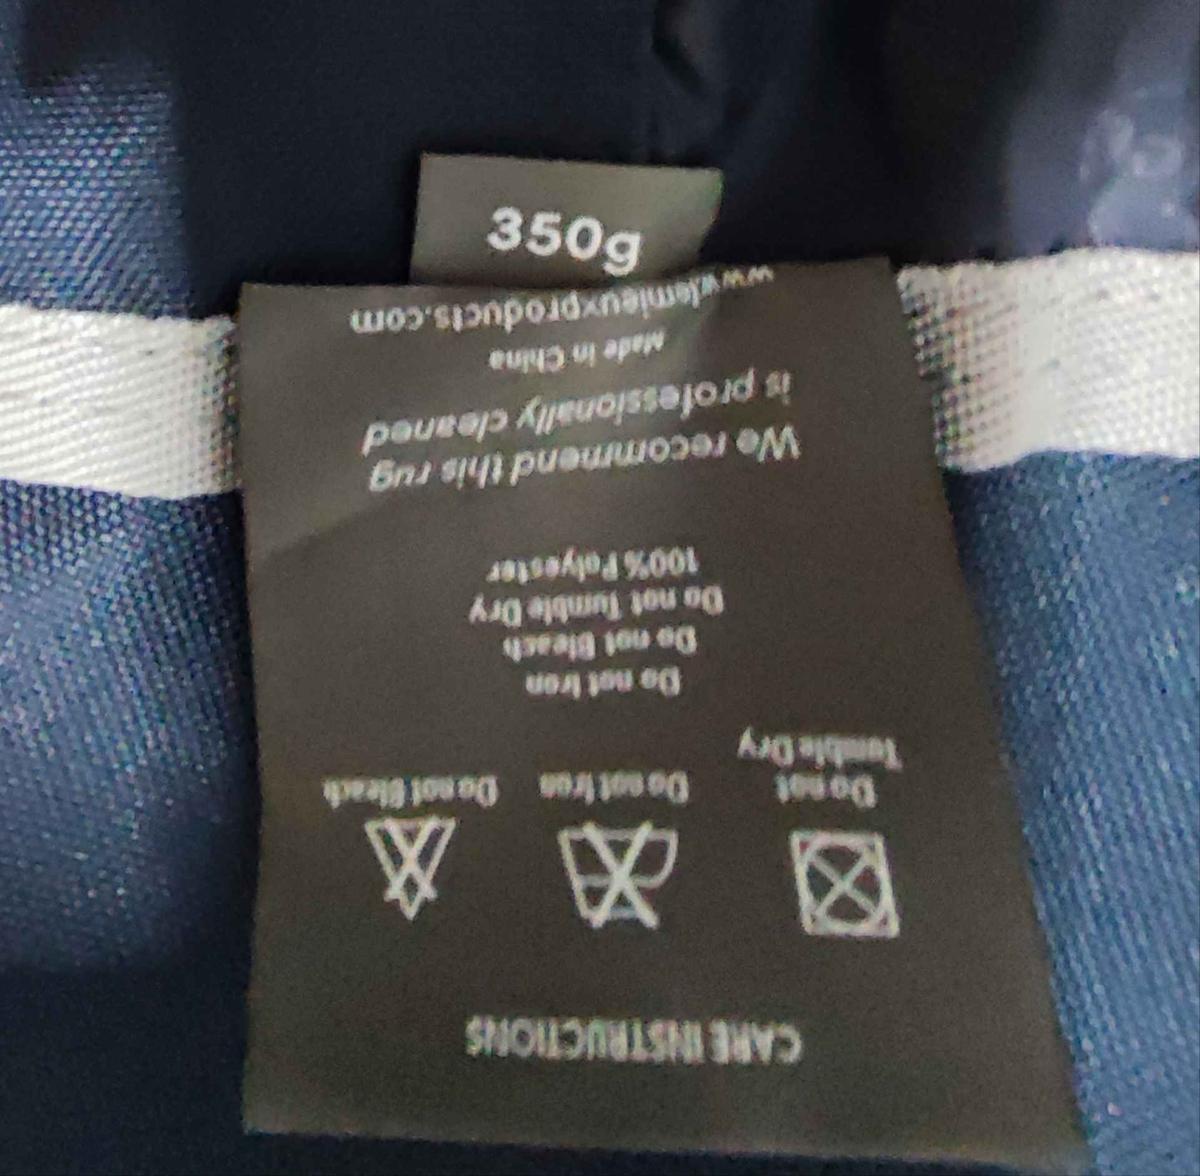 350g
CARE INSTRUCTIONS
Do not Bleach
Do not Iron
Do not
Tumble Dry
Do not Iron
Do not Bleach
Do not Tumble Dry
100% Polyester
We recommend this rug
is professionally cleaned
Made in China
www.lemieuxproducts.com